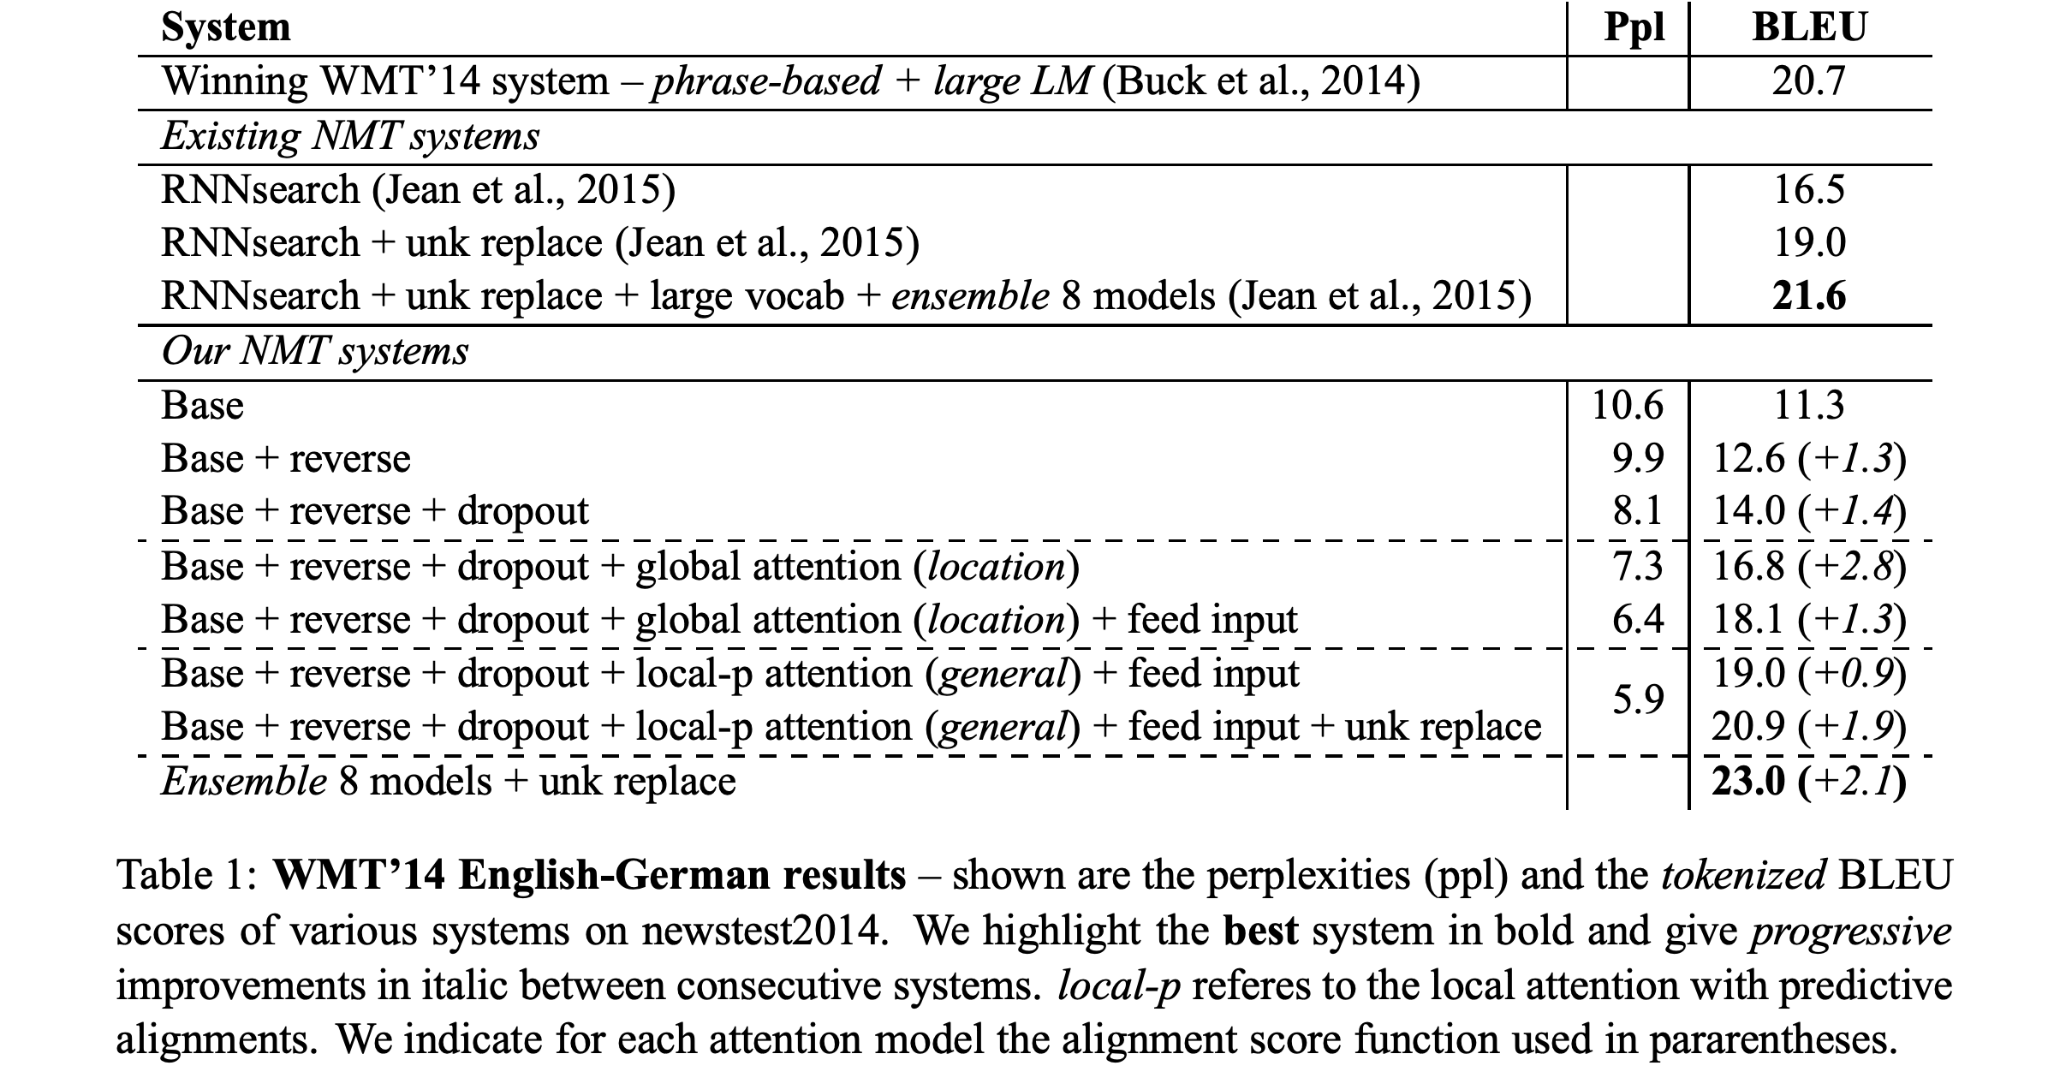 System Ppl BLEU
Winning WMT’14 system – phrase-based + large LM (Buck et al., 2014) 20.7
Existing NMT systems
RNNsearch (Jean et al., 2015) 16.5
RNNsearch + unk replace (Jean et al., 2015) 19.0
RNNsearch + unk replace + large vocab + ensemble 8 models (Jean et al., 2015) 21.6
Our NMT systems
Base 10.6 11.3
Base + reverse 9.9 12.6 (+1.3)
Base + reverse + dropout 8.1 14.0 (+1.4)
Base + reverse + dropout + global attention (location) 7.3 16.8 (+2.8)
Base + reverse + dropout + global attention (location) + feed input 6.4 18.1 (+1.3)
Base + reverse + dropout + local-p attention (general) + feed input 19.0 (+0.9)
5.9
Base + reverse + dropout + local-p attention (general) + feed input + unk replace 20.9 (+1.9)
Ensemble 8 models + unk replace 23.0 (+2.1)
Table 1: WMT’14 English-German results – shown are the perplexities (ppl) and the tokenized BLEU
scores of various systems on newstest2014. We highlight the best system in bold and give progressive
improvements in italic between consecutive systems. local-p referes to the local attention with predictive
alignments. We indicate for each attention model the alignment score function used in pararentheses.